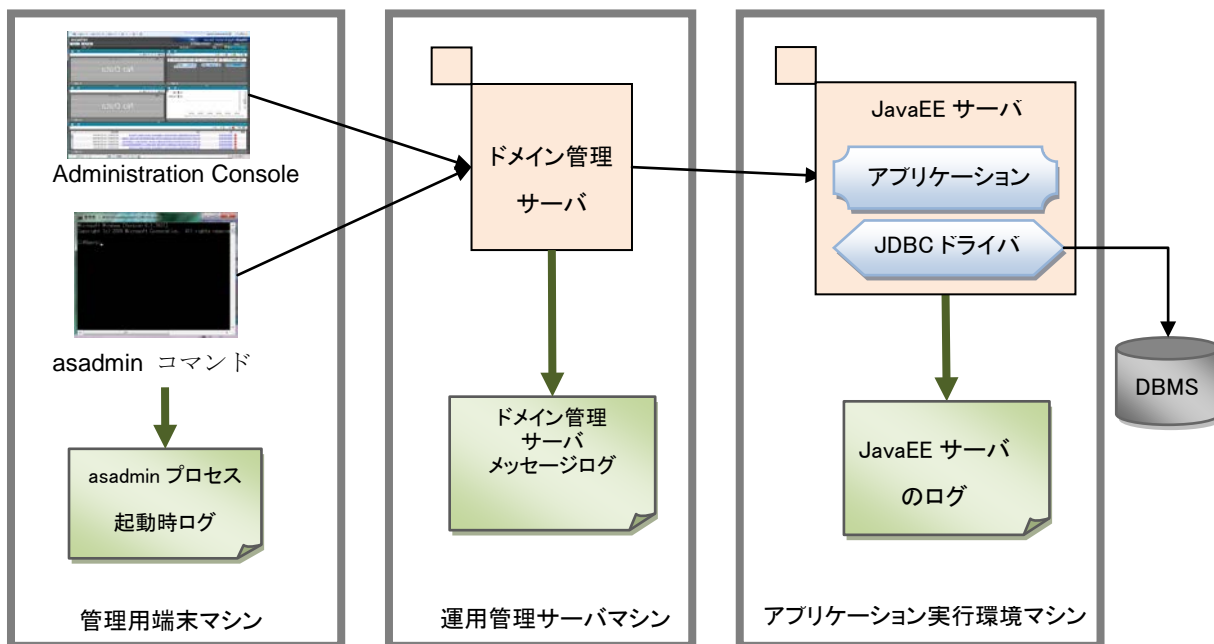 Administration Console
asadmin コマンド
asadmin プロセス
起動時ログ
管理用端末マシン
ドメイン管理
サーバ
ドメイン管理
サーバ
メッセージログ
運用管理サーバマシン
JavaEE サーバ
アプリケーション
JDBC ドライバ
JavaEE サーバ
のログ
アプリケーション実行環境マシン
DBMS